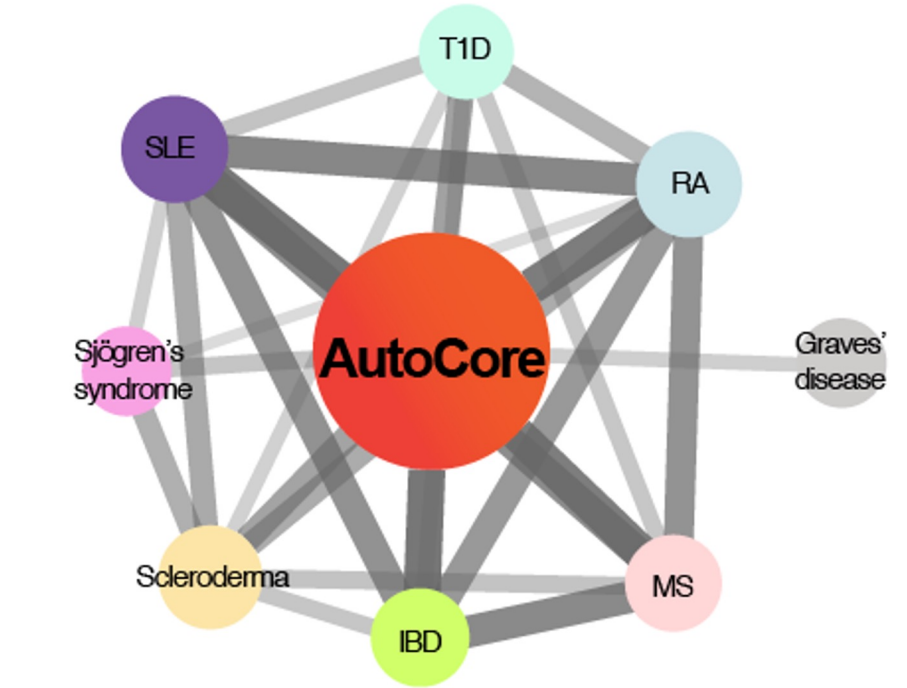 T1D
SLE
RA
Sjögren's
syndrome
AutoCore
Graves'
disease
Scleroderma
MS
IBD